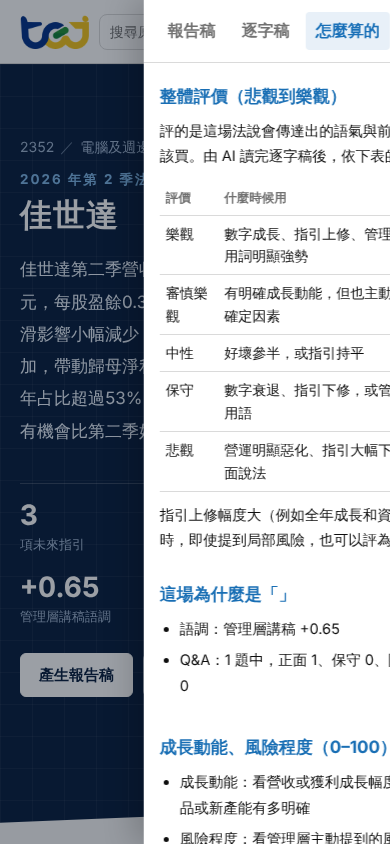 tej
搜尋
報告稿
逐字稿
怎麼算的
2352 ／ 電腦及週
2026 年第 2 季法
佳世達
佳世達第二季營
元，每股盈餘0.3
滑影響小幅減少
加，帶動歸母淨
年占比超過53%
有機會比第二季
3
項未來指引
+0.65
管理層講稿語調
產生報告稿
整體評價（悲觀到樂觀）
評的是這場法說會傳達出的語氣與前
該買。由 AI 讀完逐字稿後，依下表的
評價
什麼時候用
樂觀
數字成長、指引上修、管理
用詞明顯強勢
審慎樂
觀
有明確成長動能，但也主動
確定因素
中性
好壞參半，或指引持平
保守
數字衰退、指引下修，或管
用語
悲觀
營運明顯惡化、指引大幅下
面說法
指引上修幅度大（例如全年成長和資
時，即使提到局部風險，也可以評為
這場為什麼是「」
語調：管理層講稿 +0.65
Q&A：1 題中，正面 1、保守 0、
0
成長動能、風險程度（0–100）
成長動能：看營收或獲利成長幅度
品或新產能有多明確
風險程度：看管理層主動提到的風